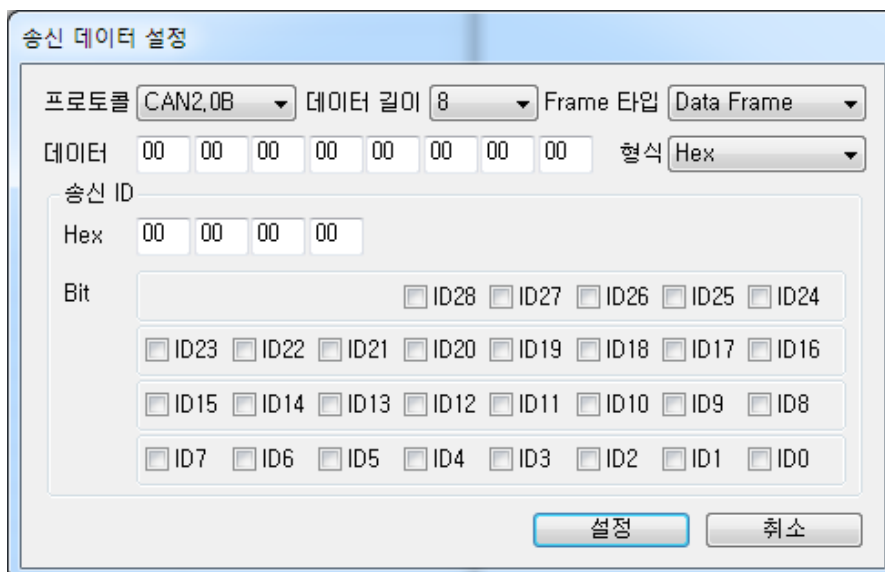 송신 데이터 설정
프로토콜 CAN2,0B 데이터 길이 8 Frame 타입 Data Frame
데이터 00 00 00 00 00 00 00 00 형식 Hex
송신 ID
Hex 00 00 00 00
Bit ID28 ID27 ID26 ID25 ID24
ID23 ID22 ID21 ID20 ID19 ID18 ID17 ID16
ID15 ID14 ID13 ID12 ID11 ID10 ID9 ID8
ID7 ID6 ID5 ID4 ID3 ID2 ID1 ID0
설정 취소